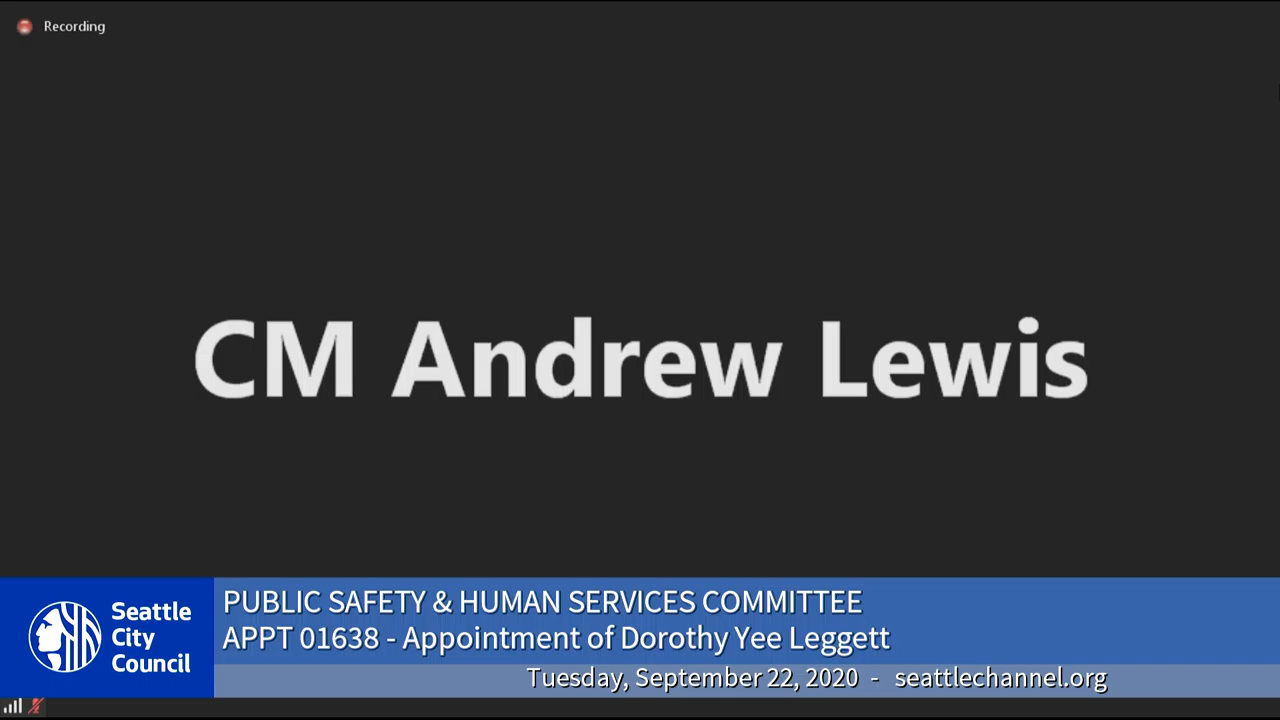 Recording
CM Andrew Lewis
Seattle
City
Council
PUBLIC SAFETY & HUMAN SERVICES COMMITTEE
APPT 01638 - Appointment of Dorothy Yee Leggett
Tuesday, September 22, 2020 - seattlechannel.org